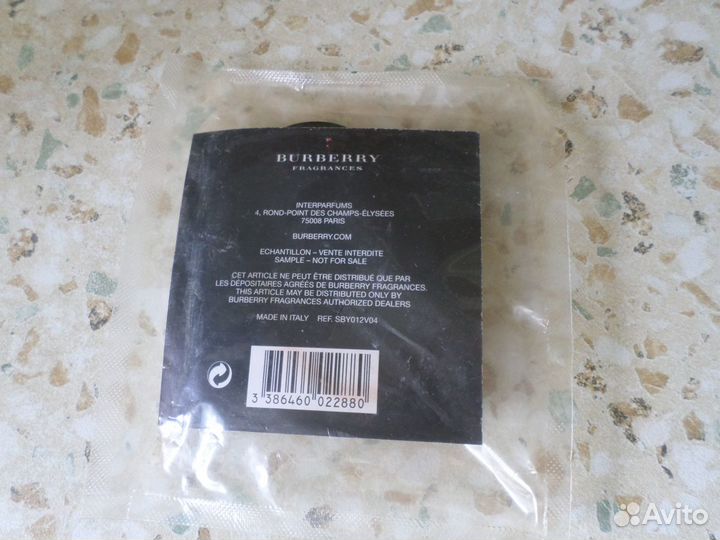 BURBERRY
FRAGRANCES
INTERPARFUMS
4, ROND-POINT DES CHAMPS-ÉLYSÉES
75008 PARIS
BURBERRY.COM
ECHANTILLON – VENTE INTERDITE
SAMPLE – NOT FOR SALE
CET ARTICLE NE PEUT ÊTRE DISTRIBUÉ QUE PAR
LES DÉPOSITAIRES AGRÉÉS DE BURBERRY FRAGRANCES.
THIS ARTICLE MAY BE DISTRIBUTED ONLY BY
BURBERRY FRAGRANCES AUTHORIZED DEALERS
MADE IN ITALY REF. SBY012V04
3 386460 022880
Avito